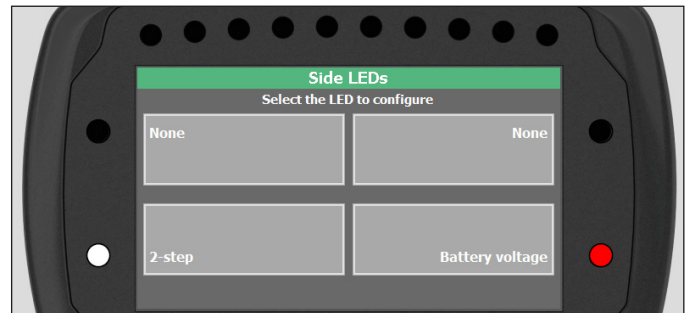 Side LEDs
Select the LED to configure
None
None
2-step
Battery voltage